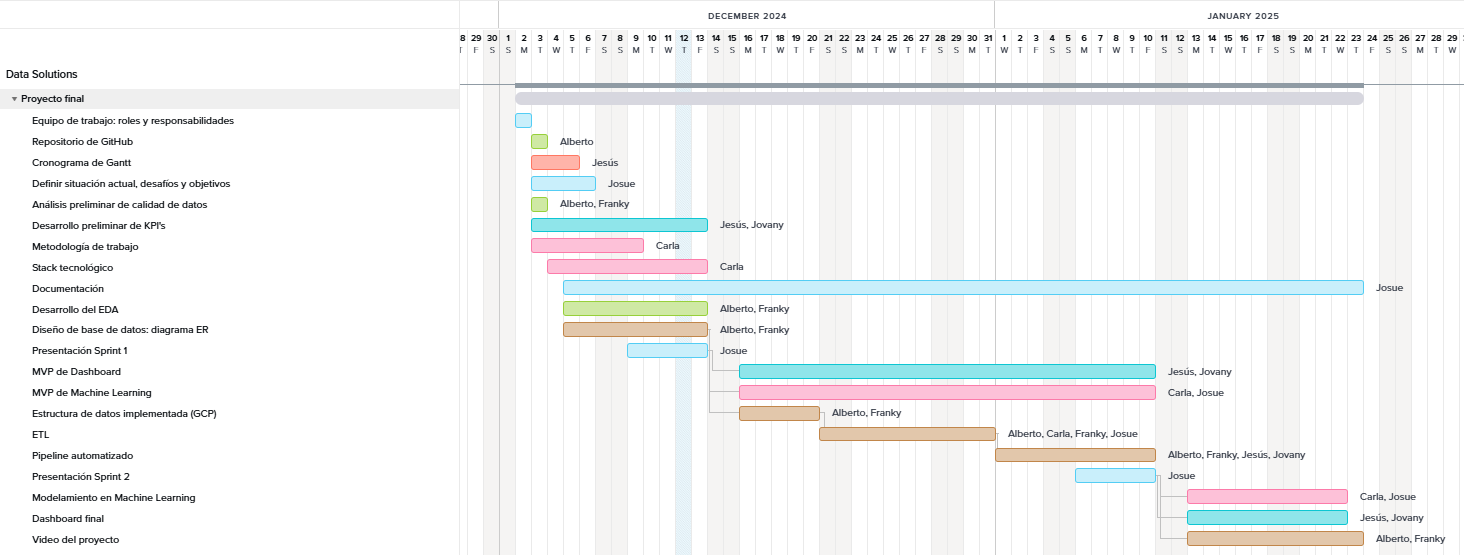 DECEMBER 2024 JANUARY 2025
29 30 1 2 3 4 5 6 7 8 9 10 11 12 13 14 15 16 17 18 19 20 21 22 23 24 25 26 27 28 29 30 31 1 2 3 4 5 6 7 8 9 10 11 12 13 14 15 16 17 18 19 20 21 22 23 24 25 26 27 28 29
F S S M T W T F S S M T W T F S S M T W T F S S M T W T F S S M T W T F S S M T W T F S S M T W T F S S M T W T F S S M T W
Data Solutions
Proyecto final
Equipo de trabajo: roles y responsabilidades
Repositorio de GitHub Alberto
Cronograma de Gantt Jesús
Definir situación actual, desafíos y objetivos Josue
Análisis preliminar de calidad de datos Alberto, Franky
Desarrollo preliminar de KPI's Jesús, Jovany
Metodología de trabajo Carla
Stack tecnológico Carla
Documentación Josue
Desarrollo del EDA Alberto, Franky
Diseño de base de datos: diagrama ER Alberto, Franky
Presentación Sprint 1 Josue
MVP de Dashboard Jesús, Jovany
MVP de Machine Learning Carla, Josue
Estructura de datos implementada (GCP) Alberto, Franky
ETL Alberto, Carla, Franky, Josue
Pipeline automatizado Alberto, Franky, Jesús, Jovany
Presentación Sprint 2 Josue
Modelamiento en Machine Learning Carla, Josue
Dashboard final Jesús, Jovany
Video del proyecto Alberto, Franky